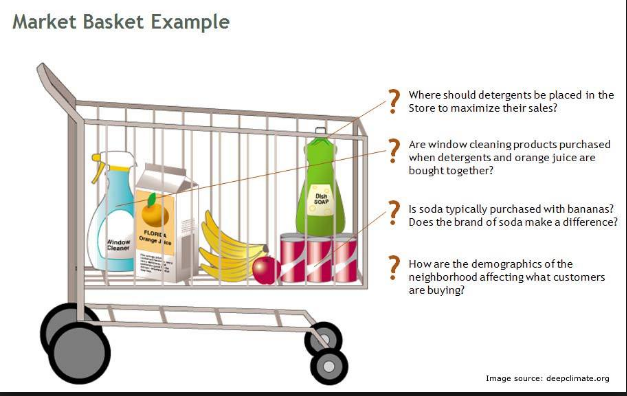 Market Basket Example
? Where should detergents be placed in the
Store to maximize their sales?
? Are window cleaning products purchased
when detergents and orange juice are
bought together?
? Is soda typically purchased with bananas?
Does the brand of soda make a difference?
? How are the demographics of the
neighborhood affecting what customers
are buying?
Window
Cleaner
Orange Juice
Dish
SOAP
Image source: deepclimate.org